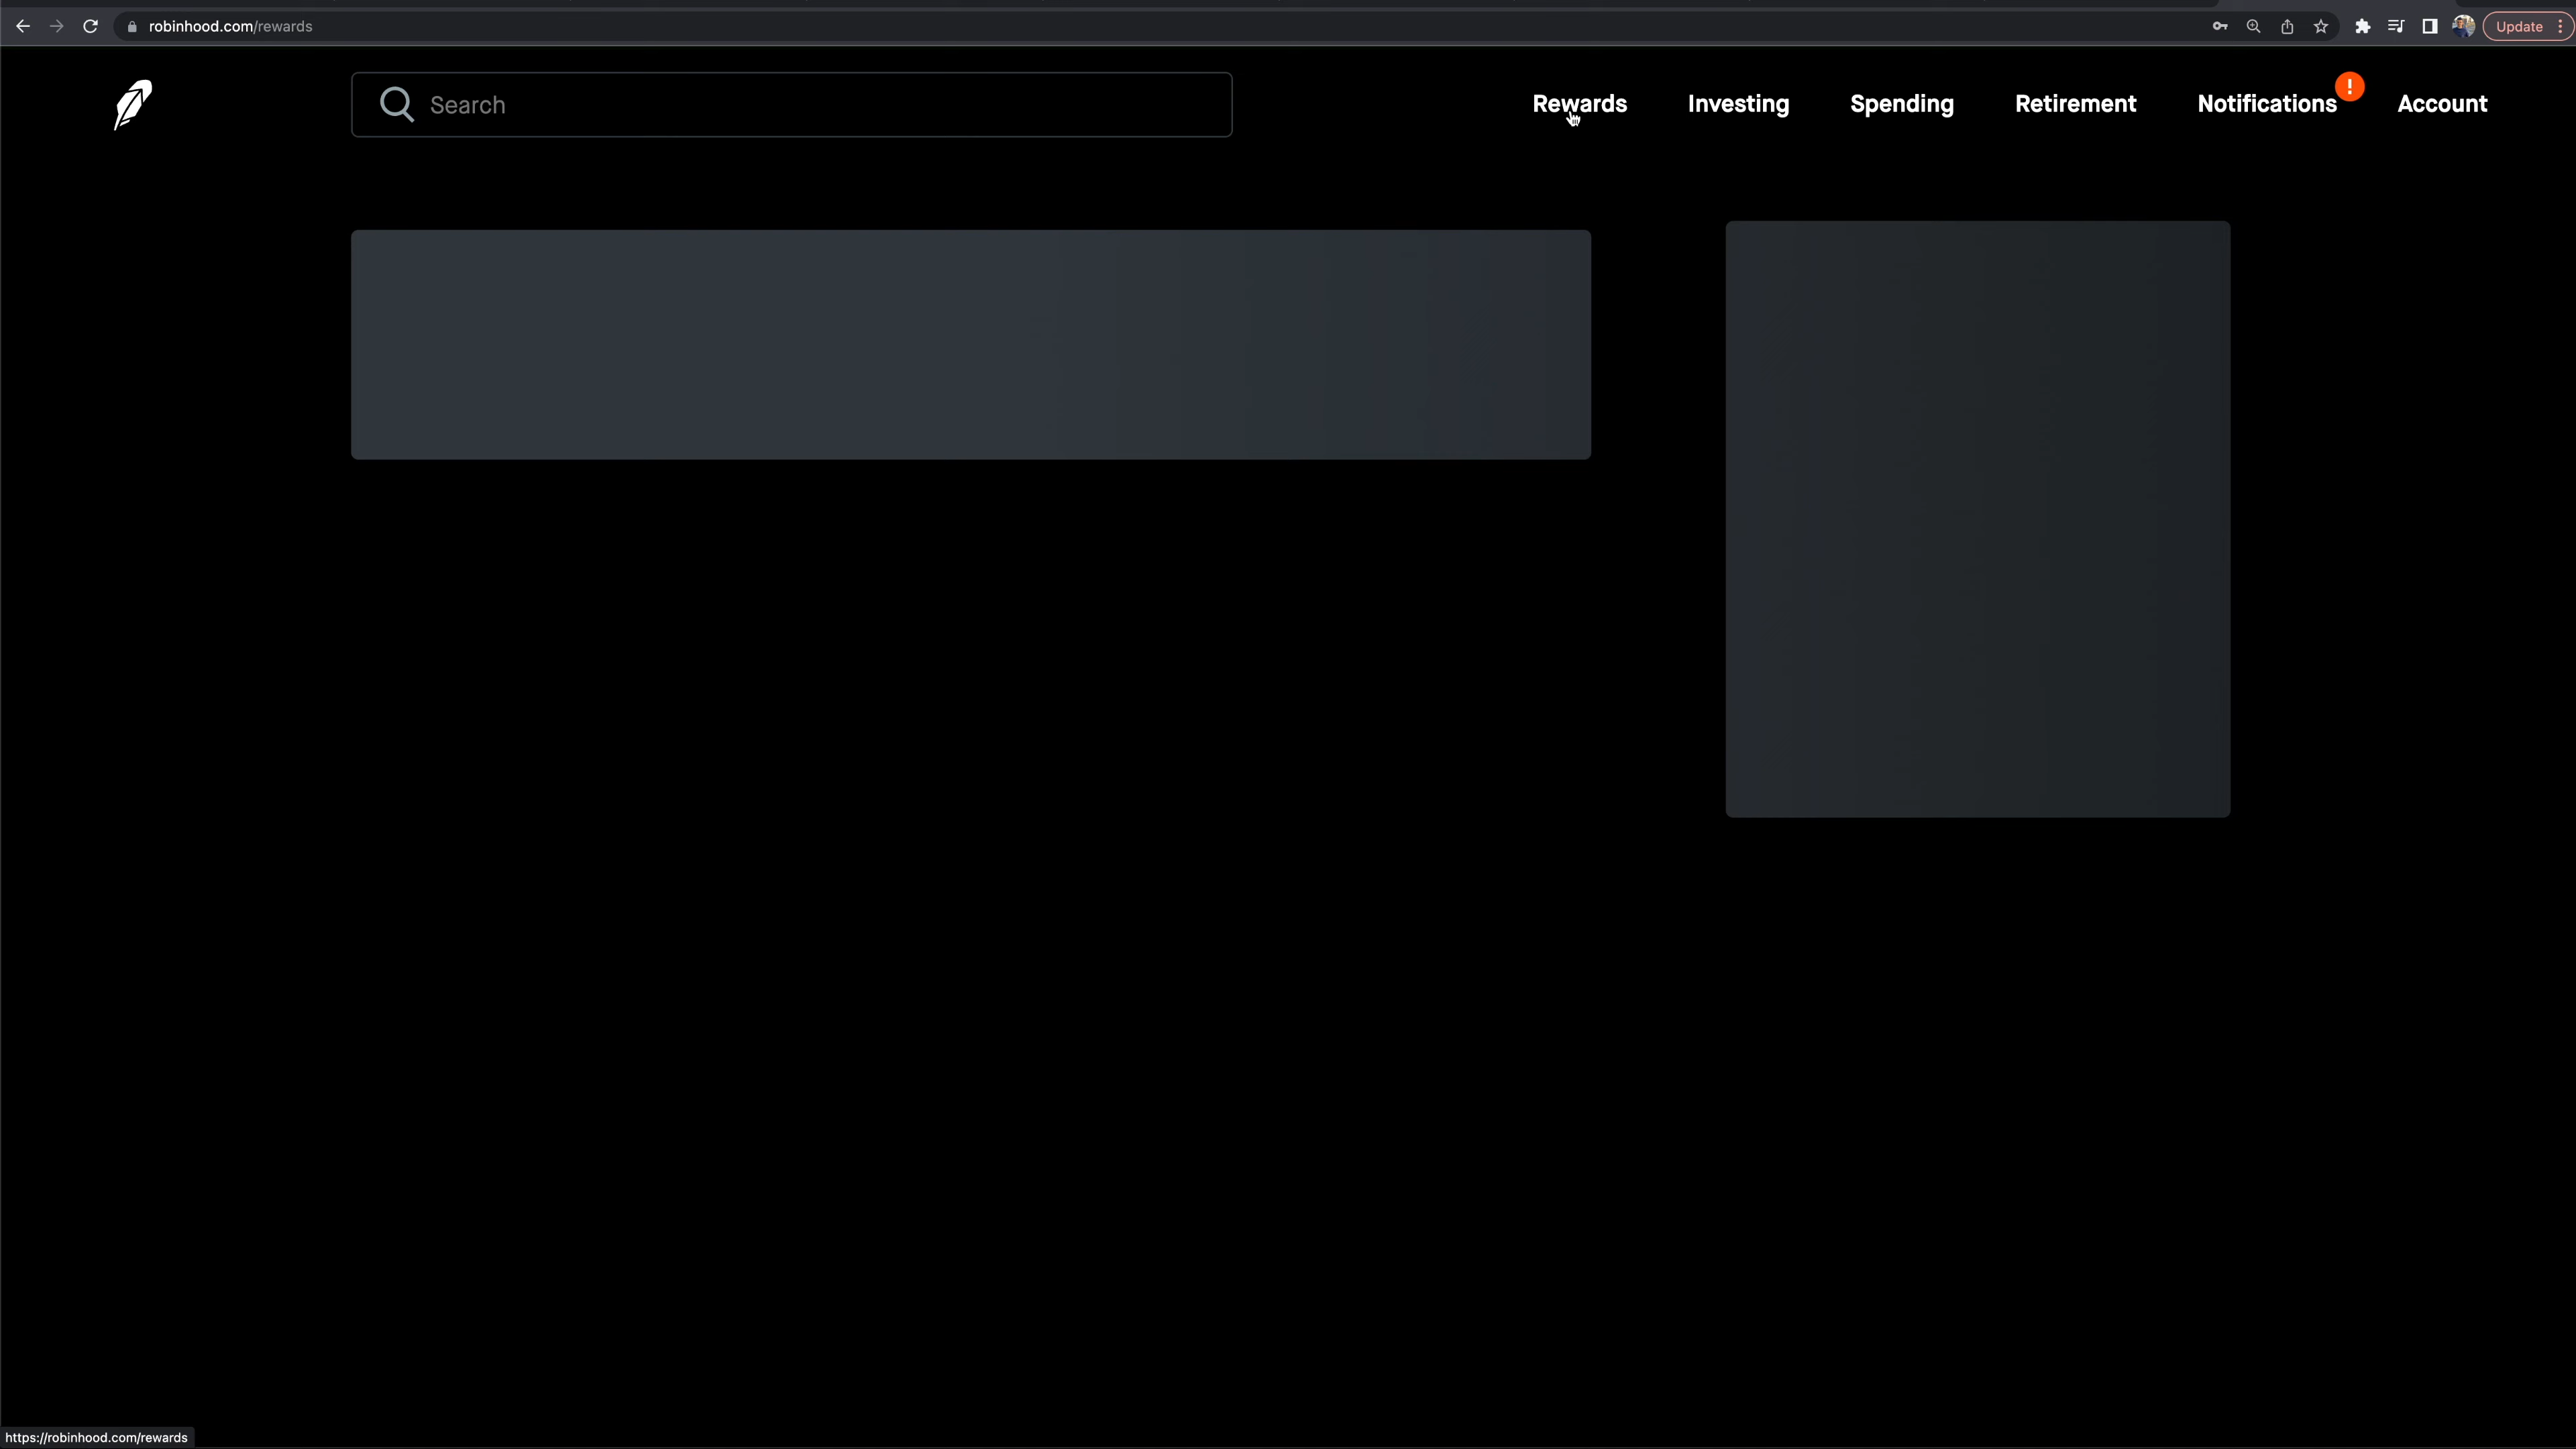 robinhood.com/rewards
Update
Search
Rewards
Investing
Spending
Retirement
Notifications
!
Account
https://robinhood.com/rewards